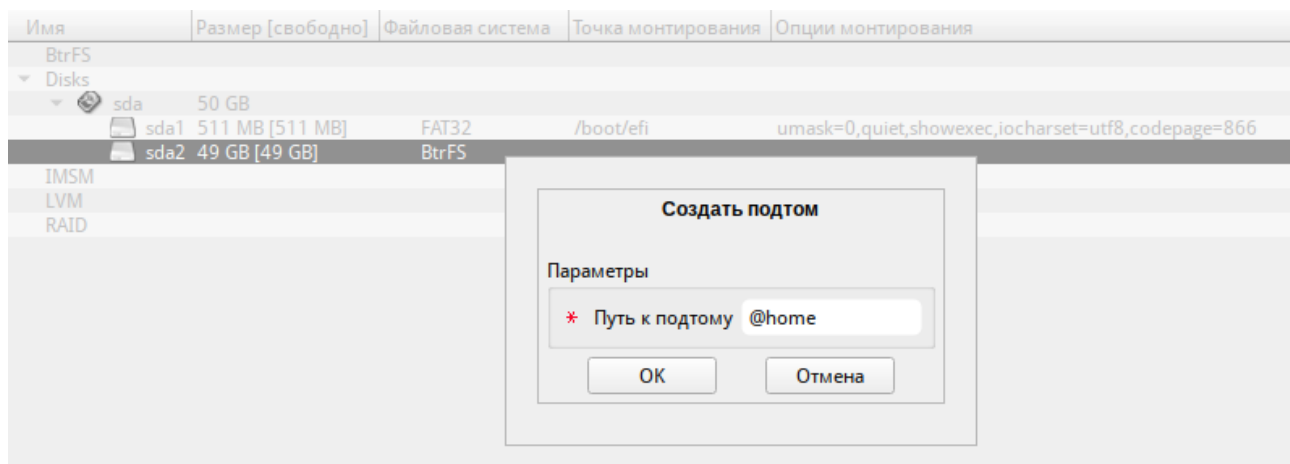 Имя Размер [свободно] Файловая система Точка монтирования Опции монтирования
BtrFS
Disks
sda 50 GB
sda1 511 MB [511 MB] FAT32 /boot/efi umask=0,quiet,showexec,iocharset=utf8,codepage=866
sda2 49 GB [49 GB] BtrFS
IMSM
LVM
RAID
Создать подтом
Параметры
* Путь к подтому @home
OK Отмена